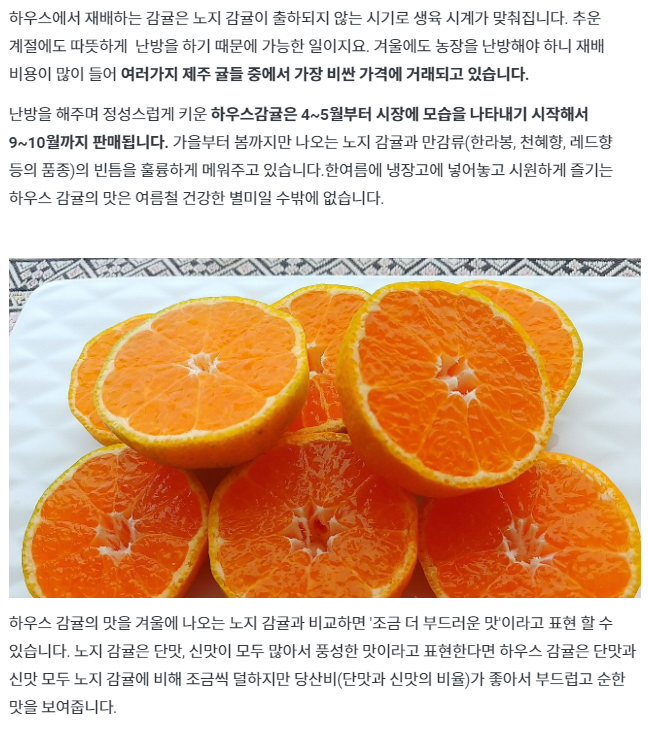 하우스에서 재배하는 감귤은 노지 감귤이 출하되지 않는 시기로 생육 시계가 맞춰집니다. 추운
계절에도 따뜻하게  난방을 하기 때문에 가능한 일이지요. 겨울에도 농장을 난방해야 하니 재배
비용이 많이 들어 여러가지 제주 귤들 중에서 가장 비싼 가격에 거래되고 있습니다.
난방을 해주며 정성스럽게 키운 하우스감귤은 4~5월부터 시장에 모습을 나타내기 시작해서
9~10월까지 판매됩니다. 가을부터 봄까지만 나오는 노지 감귤과 만감류(한라봉, 천혜향, 레드향
등의 품종)의 빈틈을 훌륭하게 메워주고 있습니다.한여름에 냉장고에 넣어놓고 시원하게 즐기는
하우스 감귤의 맛은 여름철 건강한 별미일 수밖에 없습니다.
하우스 감귤의 맛을 겨울에 나오는 노지 감귤과 비교하면 '조금 더 부드러운 맛'이라고 표현 할 수
있습니다. 노지 감귤은 단맛, 신맛이 모두 많아서 풍성한 맛이라고 표현한다면 하우스 감귤은 단맛과
신맛 모두 노지 감귤에 비해 조금씩 덜하지만 당산비(단맛과 신맛의 비율)가 좋아서 부드럽고 순한
맛을 보여줍니다.